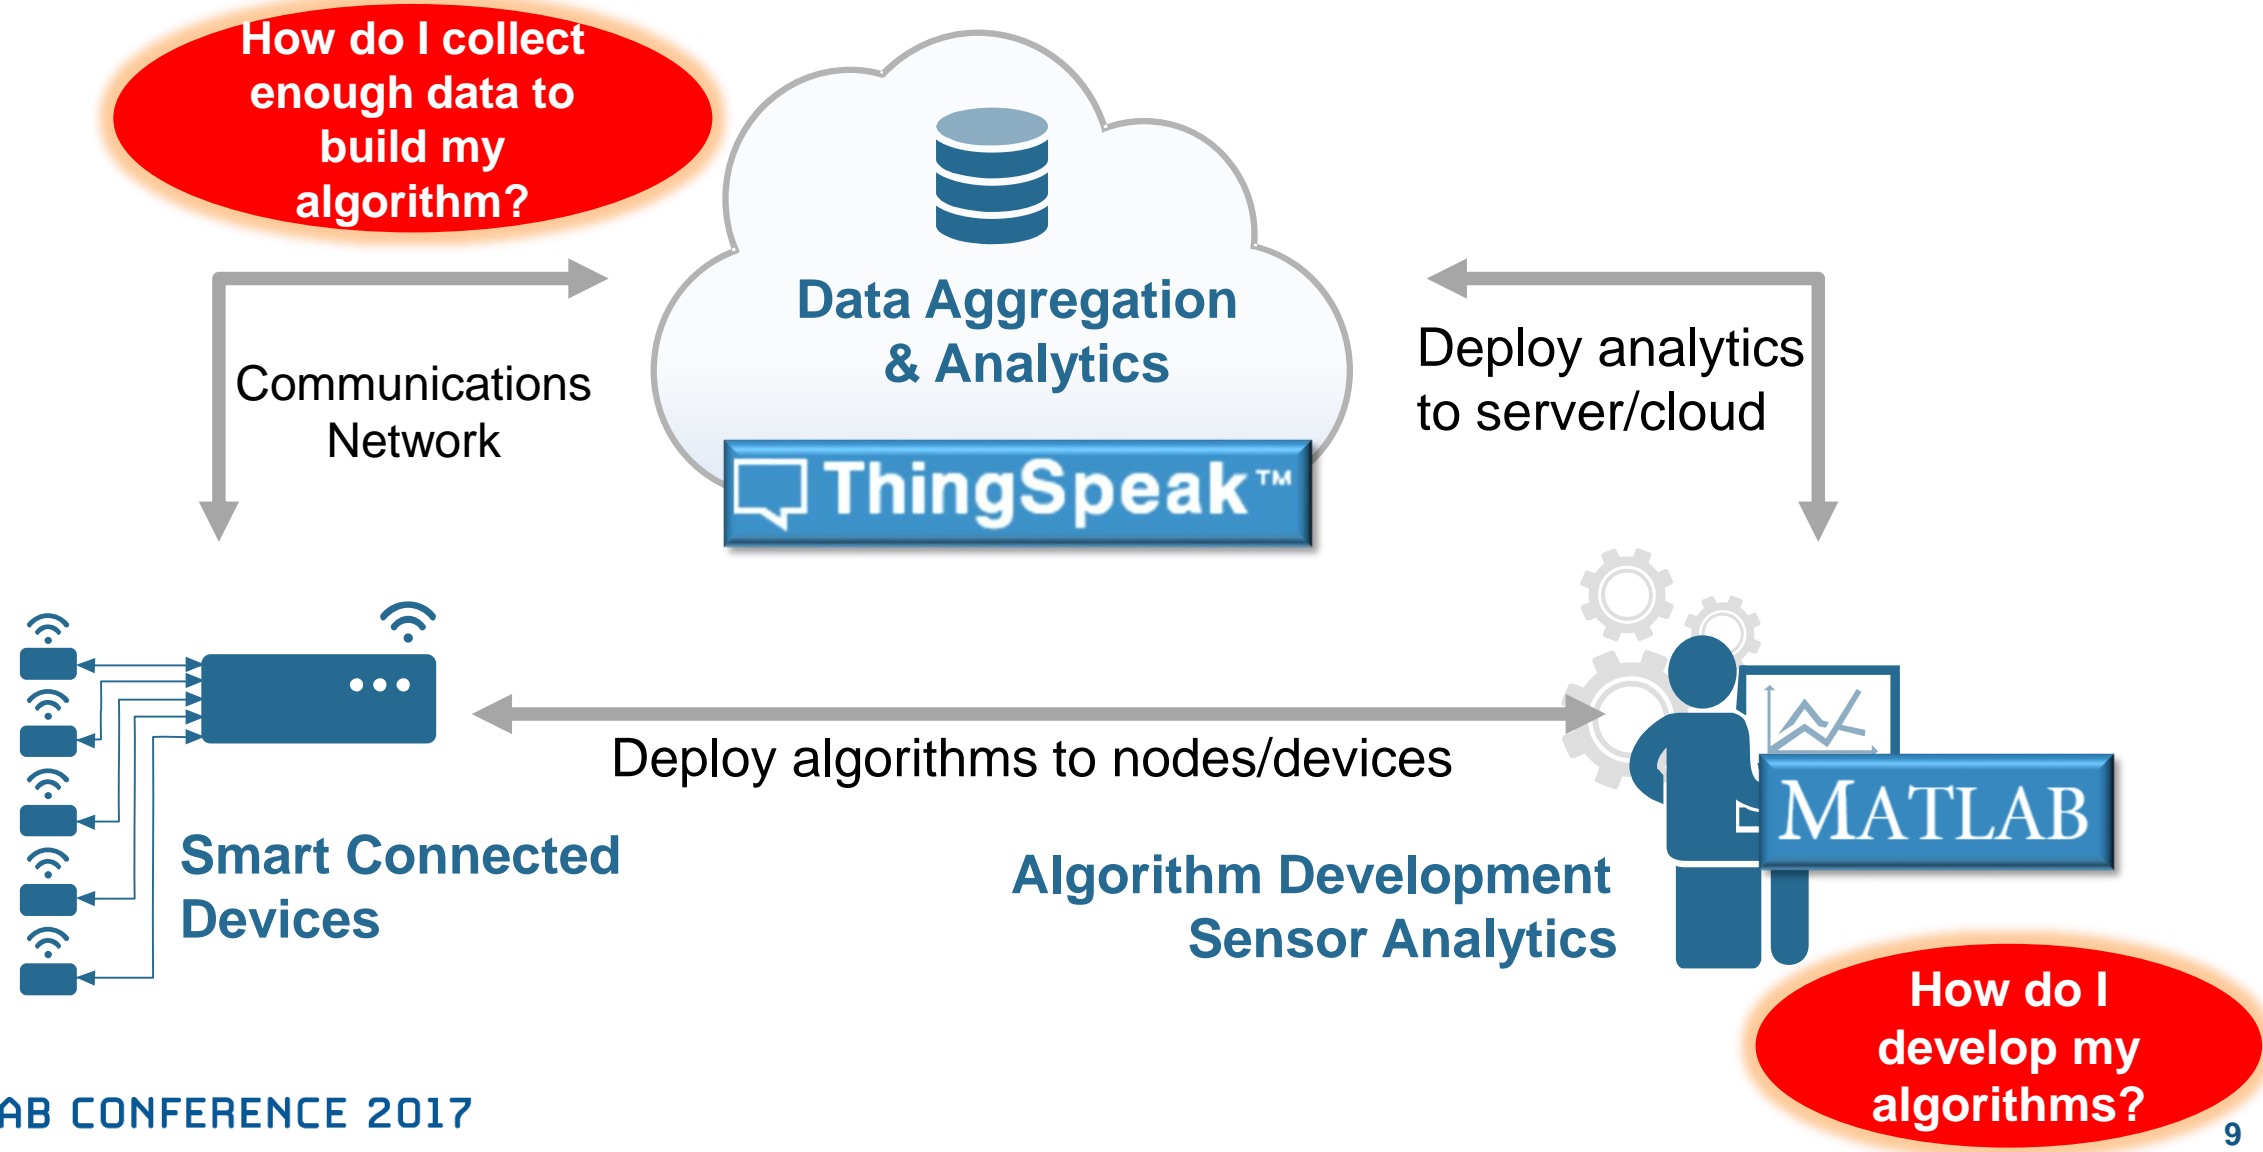 How do I collect
enough data to
build my
algorithm?
Data Aggregation
& Analytics
ThingSpeak™
Communications
Network
Deploy analytics
to server/cloud
Deploy algorithms to nodes/devices
Smart Connected
Devices
Algorithm Development
Sensor Analytics
MATLAB
How do I
develop my
algorithms?
AB CONFERENCE 2017
9